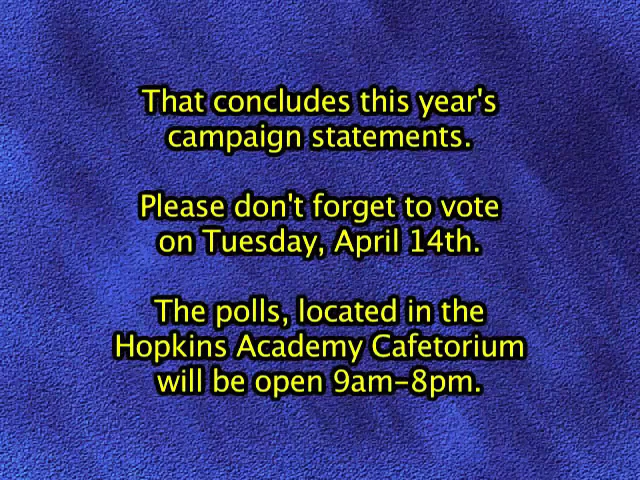 That concludes this year's
campaign statements.
Please don't forget to vote
on Tuesday, April 14th.
The polls, located in the
Hopkins Academy Cafetorium
will be open 9am-8pm.